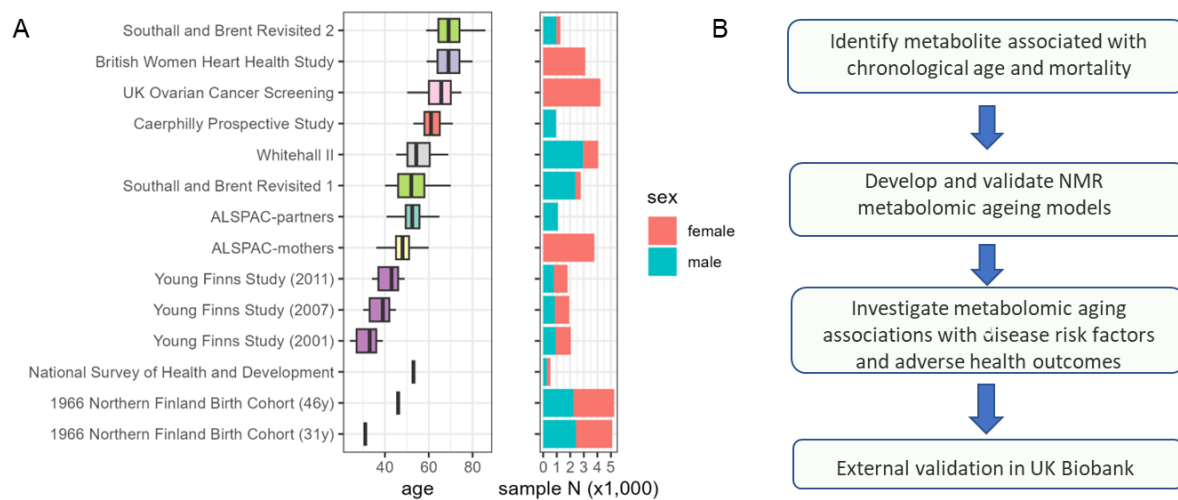 A
Southall and Brent Revisited 2
British Women Heart Health Study
UK Ovarian Cancer Screening
Caerphilly Prospective Study
Whitehall II
Southall and Brent Revisited 1
ALSPAC-partners
ALSPAC-mothers
Young Finns Study (2011)
Young Finns Study (2007)
Young Finns Study (2001)
National Survey of Health and Development
1966 Northern Finland Birth Cohort (46y)
1966 Northern Finland Birth Cohort (31y)
40 60 80
age
0 1 2 3 4 5
sample N (x1,000)
sex
female
male
B
Identify metabolite associated with
chronological age and mortality
Develop and validate NMR
metabolomic ageing models
Investigate metabolomic aging
associations with disease risk factors
and adverse health outcomes
External validation in UK Biobank